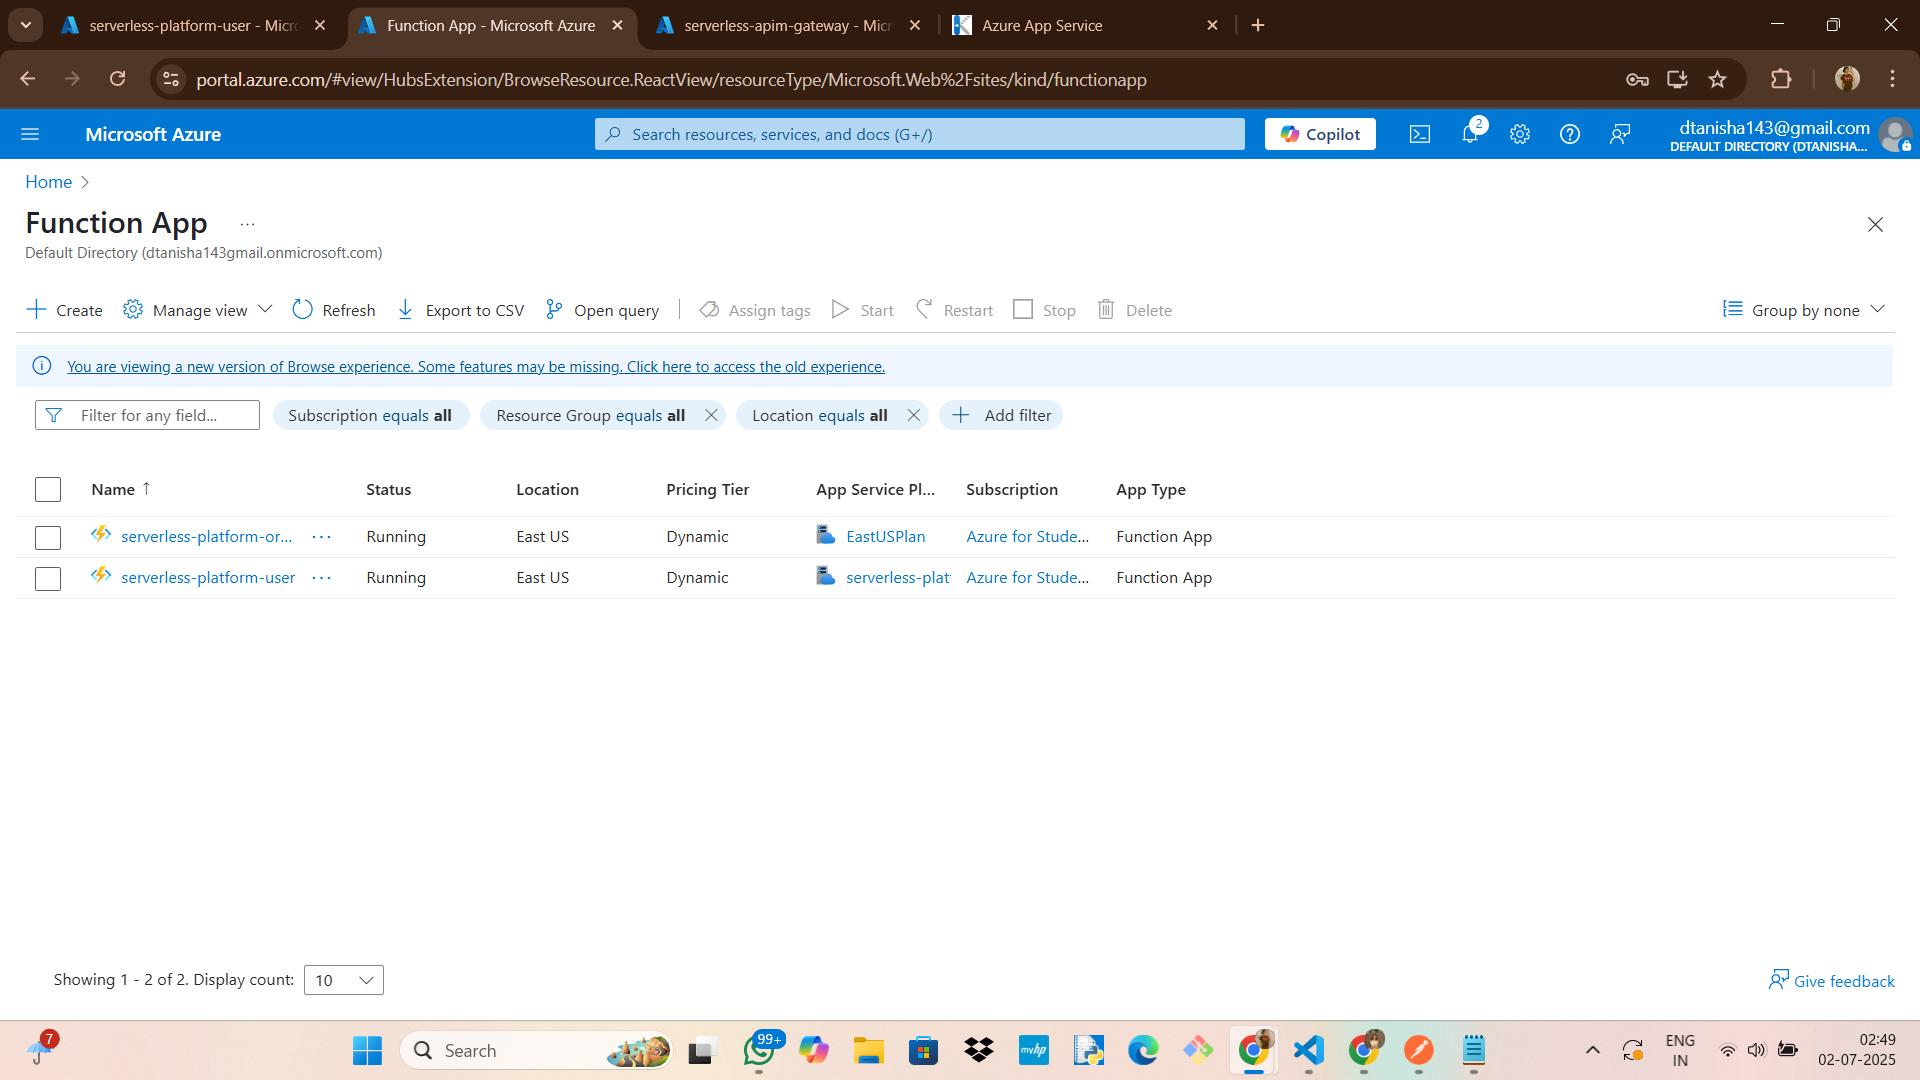 serverless-platform-user - Micro
Function App - Microsoft Azure
serverless-apim-gateway - Micr
Azure App Service
portal.azure.com/#view/HubsExtension/BrowseResource.ReactView/resourceType/Microsoft.Web%2Fsites/kind/functionapp
Microsoft Azure
Search resources, services, and docs (G+/)
Copilot
2
dtanisha143@gmail.com
DEFAULT DIRECTORY (DTANISHA...
Home
Function App ...
Default Directory (dtanisha143gmail.onmicrosoft.com)
Create
Manage view
Refresh
Export to CSV
Open query
Assign tags
Start
Restart
Stop
Delete
Group by none
You are viewing a new version of Browse experience. Some features may be missing. Click here to access the old experience.
Filter for any field...
Subscription equals all
Resource Group equals all
Location equals all
Add filter
Name ↑ Status Location Pricing Tier App Service Pl... Subscription App Type
serverless-platform-or... ... Running East US Dynamic EastUSPlan Azure for Stude... Function App
serverless-platform-user ... Running East US Dynamic serverless-plat Azure for Stude... Function App
Showing 1 - 2 of 2. Display count: 10
Give feedback
7
Search
99+
myhp
ENG
IN
02:49
02-07-2025